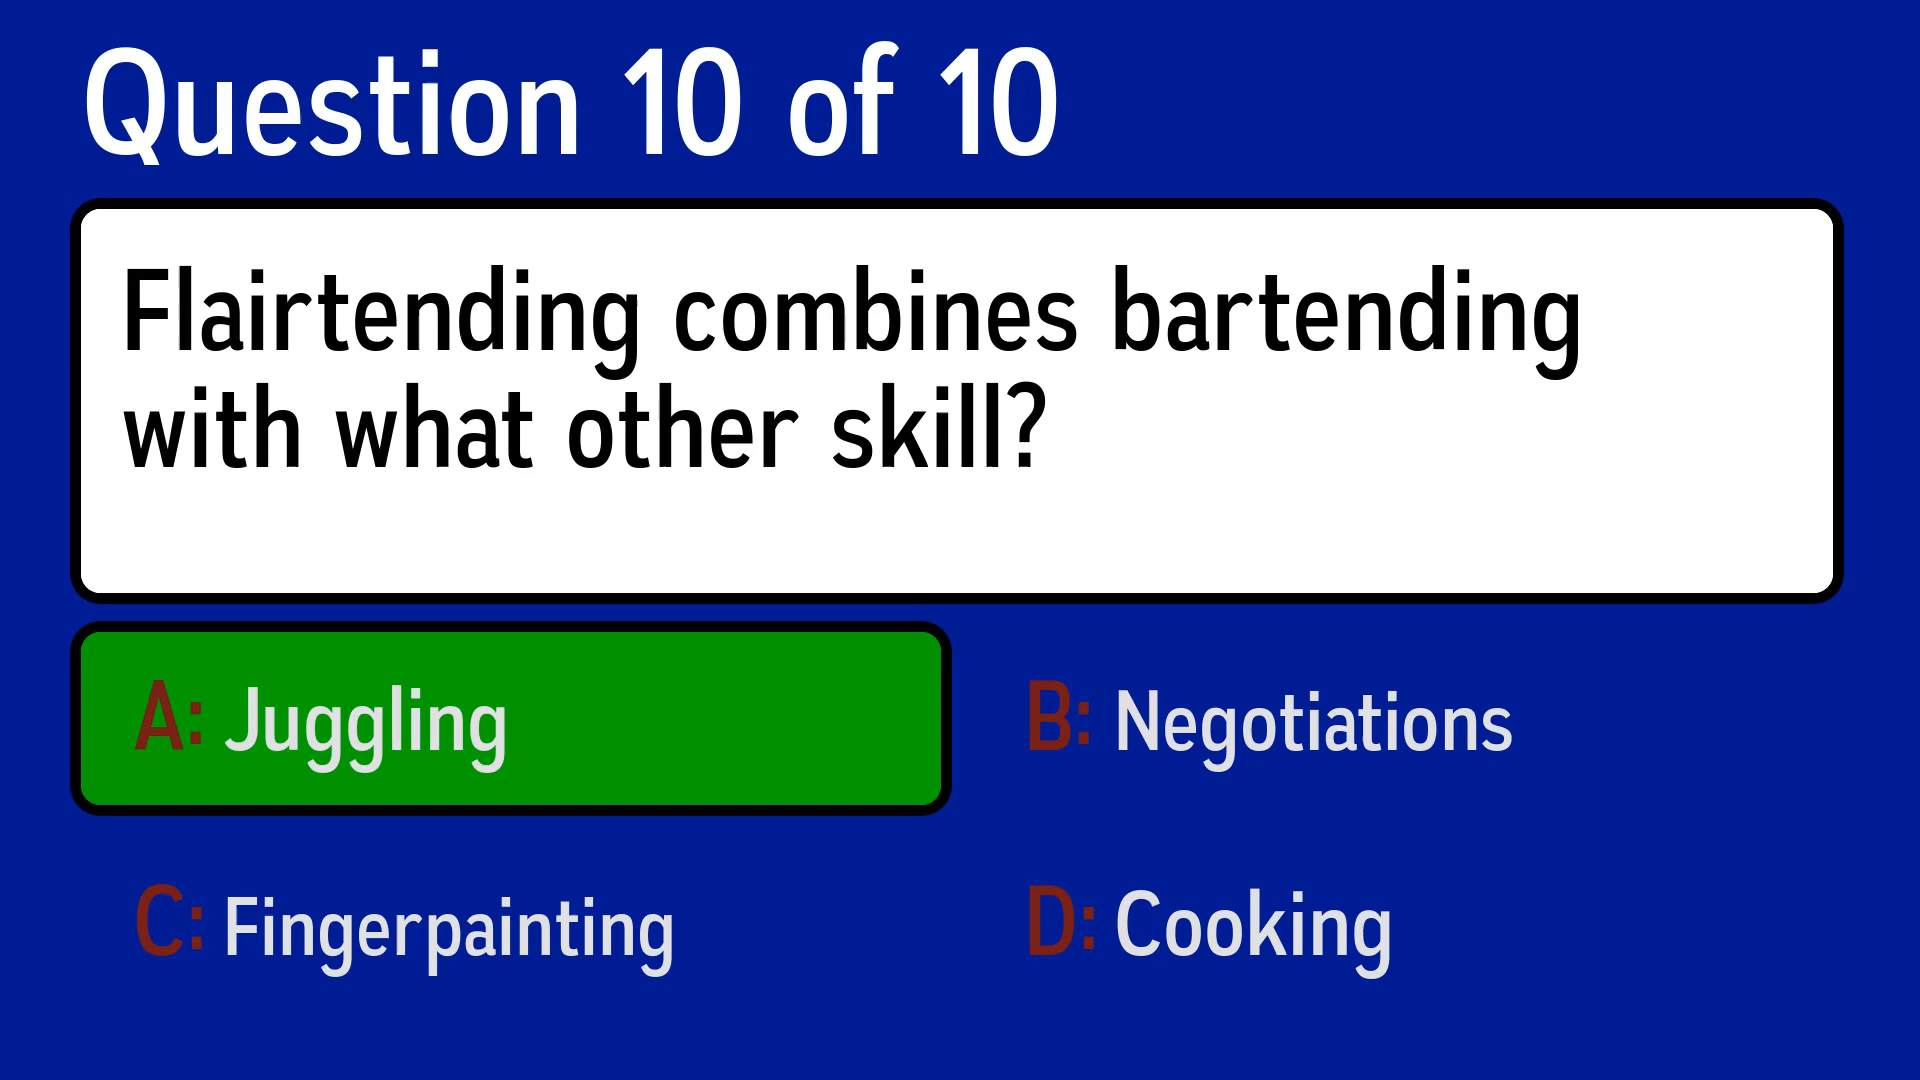 Question 10 of 10
Flairtending combines bartending
with what other skill?
A: Juggling
B: Negotiations
C: Fingerpainting
D: Cooking